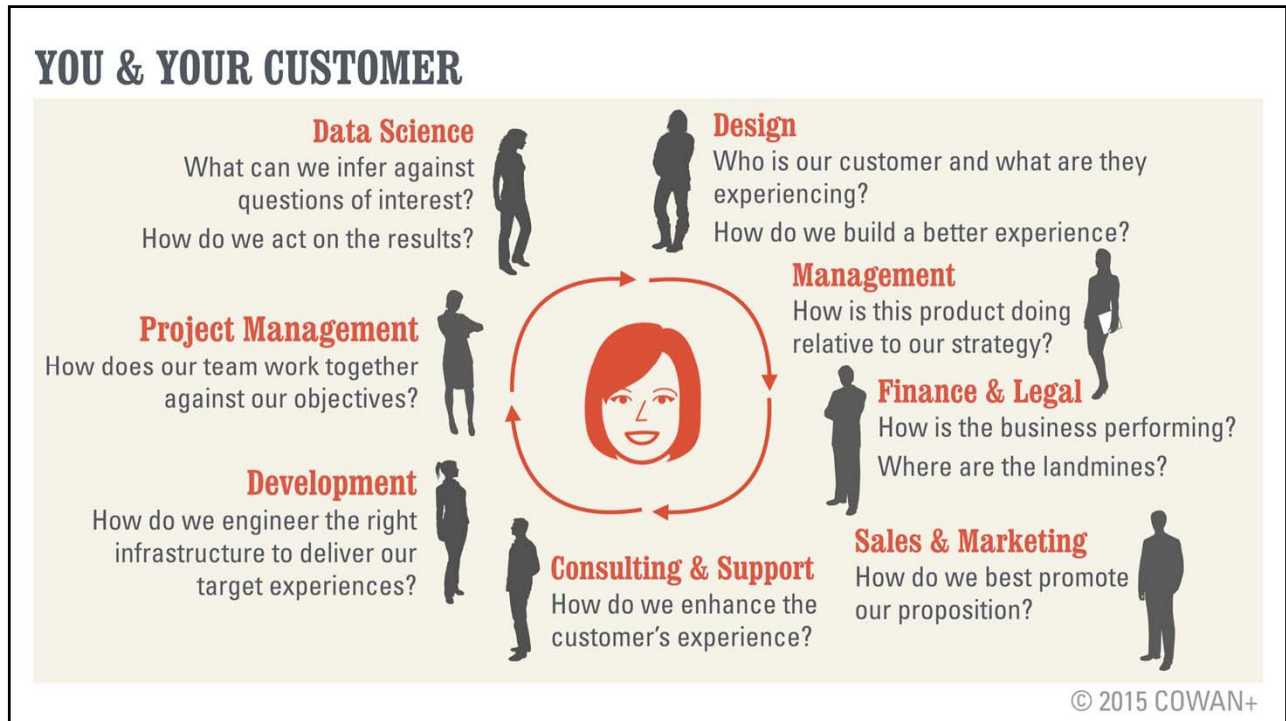 YOU & YOUR CUSTOMER
Data Science
What can we infer against
questions of interest?
How do we act on the results?
Design
Who is our customer and what are they
experiencing?
How do we build a better experience?
Management
How is this product doing
relative to our strategy?
Project Management
How does our team work together
against our objectives?
Finance & Legal
How is the business performing?
Where are the landmines?
Development
How do we engineer the right
infrastructure to deliver our
target experiences?
Consulting & Support
How do we enhance the
customer's experience?
Sales & Marketing
How do we best promote
our proposition?
© 2015 COWAN+